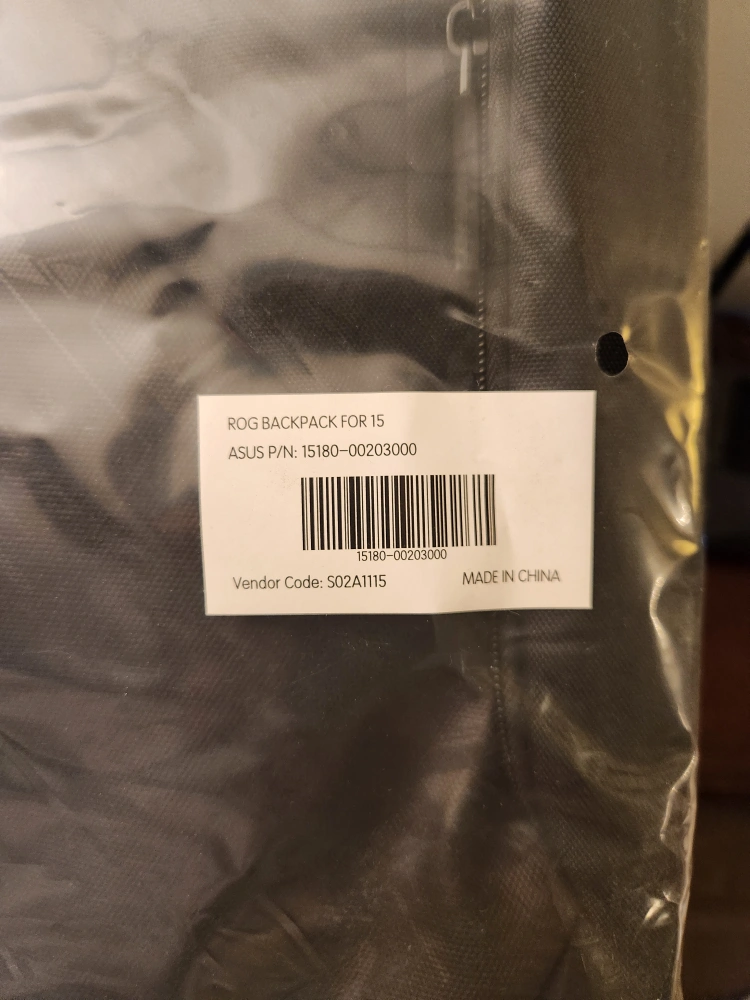 ROG BACKPACK FOR 15
ASUS P/N: 15180-00203000
15180-00203000
Vendor Code: S02A1115 MADE IN CHINA